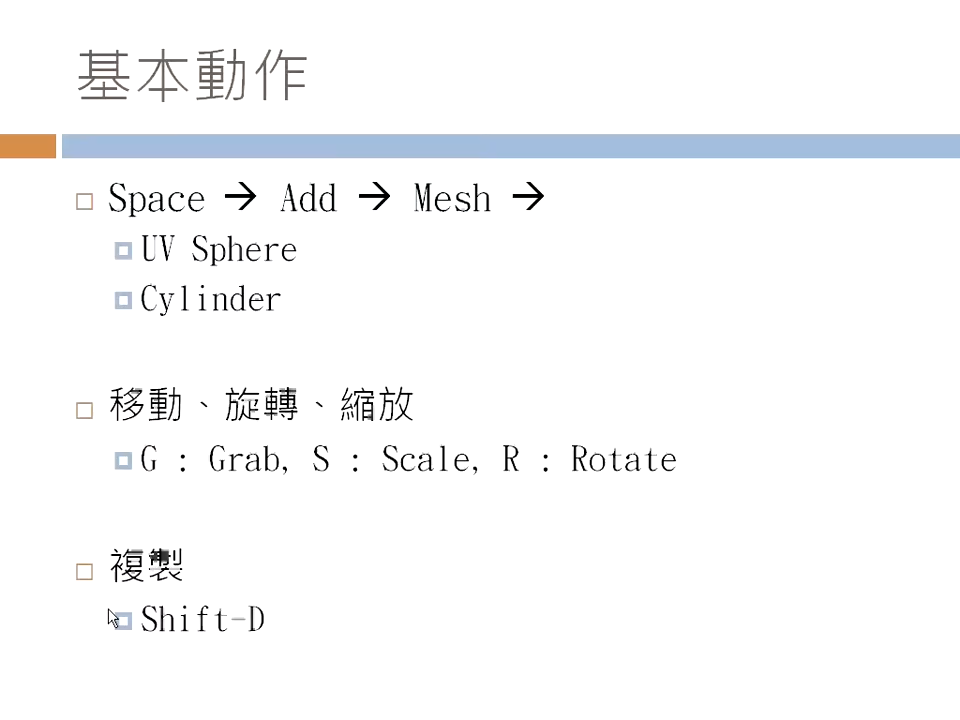 基本動作
Space → Add → Mesh →
UV Sphere
Cylinder
移動、旋轉、縮放
G : Grab, S : Scale, R : Rotate
複製
Shift-D